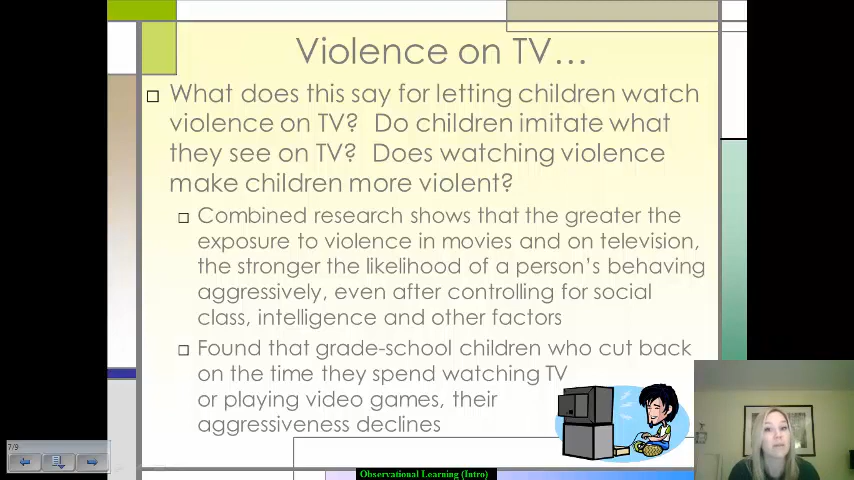 Violence on TV...
What does this say for letting children watch
violence on TV? Do children imitate what
they see on TV? Does watching violence
make children more violent?
Combined research shows that the greater the
exposure to violence in movies and on television,
the stronger the likelihood of a person's behaving
aggressively, even after controlling for social
class, intelligence and other factors
Found that grade-school children who cut back
on the time they spend watching TV
or playing video games, their
aggressiveness declines
7/9
Observational Learning (Intro)